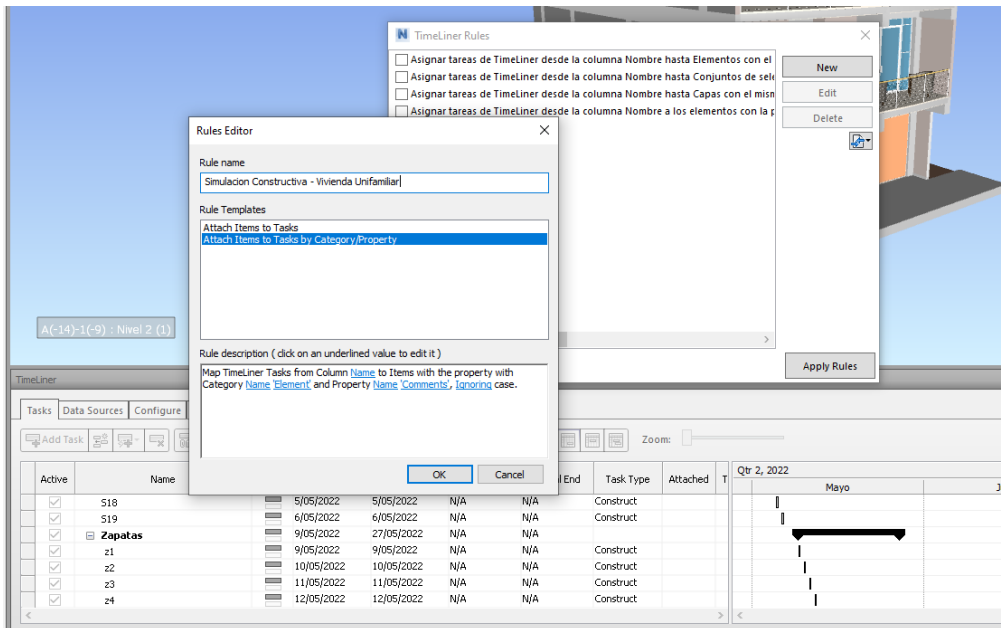 TimeLiner Rules
Asignar tareas de TimeLiner desde la columna Nombre hasta Elementos con el
Asignar tareas de TimeLiner desde la columna Nombre hasta Conjuntos de sele
Asignar tareas de TimeLiner desde la columna Nombre hasta Capas con el mism
Asignar tareas de TimeLiner desde la columna Nombre a los elementos con la p
New
Edit
Delete
Apply Rules
Rules Editor
Rule name
Simulacion Constructiva - Vivienda Unifamiliar
Rule Templates
Attach Items to Tasks
Attach Items to Tasks by Category/Property
Rule description ( click on an underlined value to edit it )
Map TimeLiner Tasks from Column Name to Items with the property with
Category Name 'Element' and Property Name 'Comments', Ignoring case.
OK Cancel
A(-14)-1(-9) : Nivel 2 (1)
TimeLiner
Tasks Data Sources Configure
Add Task Zoom:
Active Name l End Task Type Attached T Qtr 2, 2022
Mayo J
S18 5/05/2022 5/05/2022 N/A N/A Construct
S19 6/05/2022 6/05/2022 N/A N/A Construct
Zapatas 9/05/2022 27/05/2022 N/A N/A
z1 9/05/2022 9/05/2022 N/A N/A Construct
z2 10/05/2022 10/05/2022 N/A N/A Construct
z3 11/05/2022 11/05/2022 N/A N/A Construct
z4 12/05/2022 12/05/2022 N/A N/A Construct